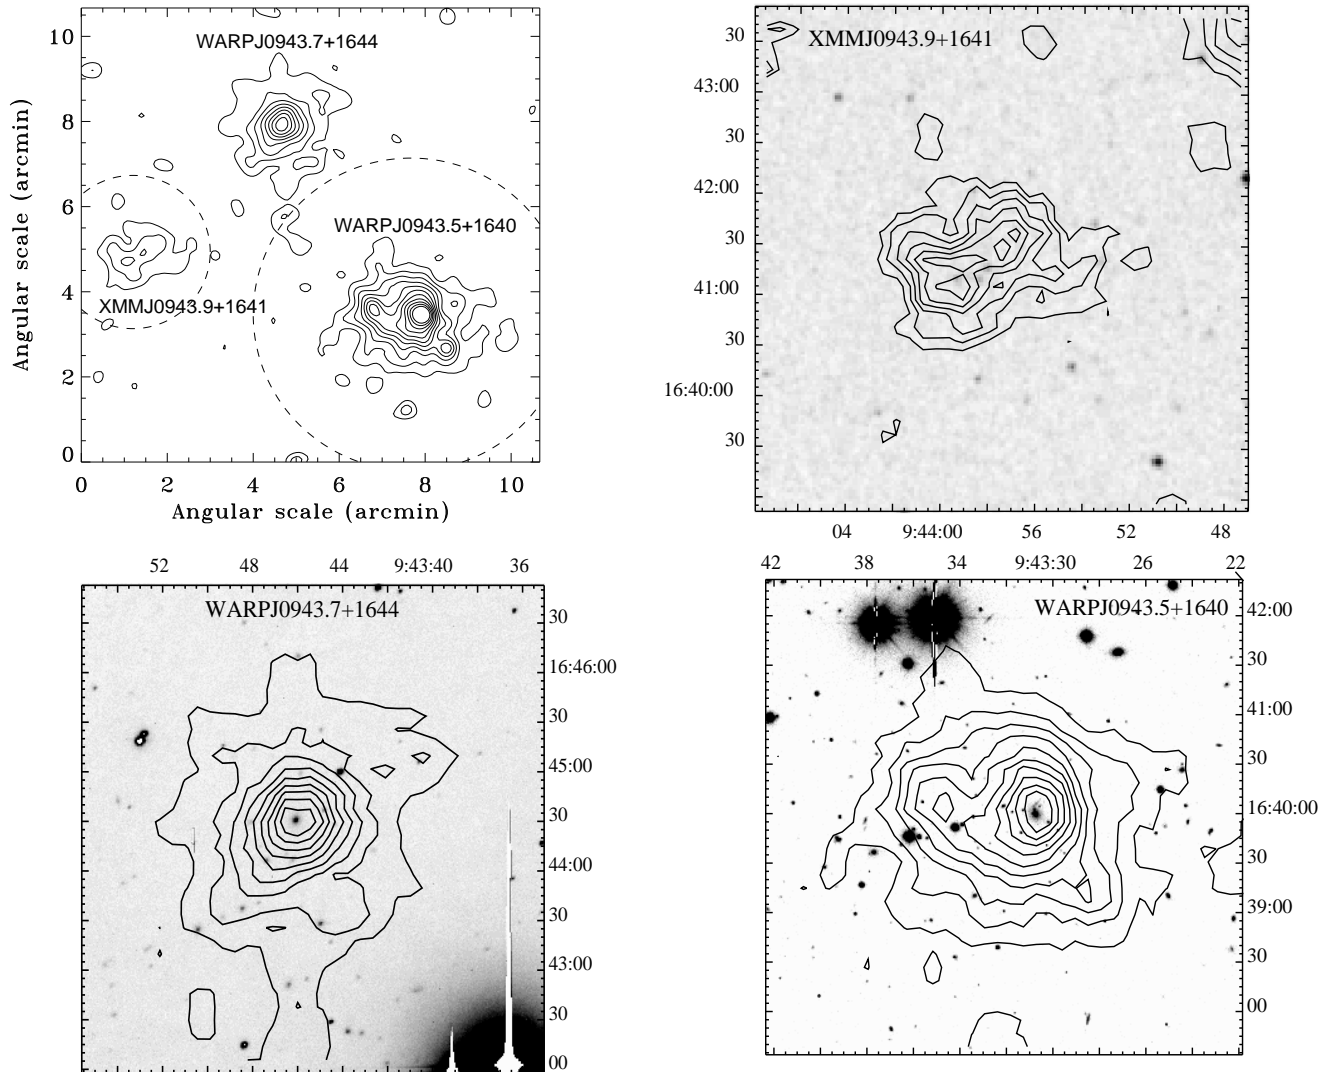 10
8
6
4
2
0
Angular scale (arcmin)
WARPJ0943.7+1644
WARPJ0943.5+1640
XMMJ0943.9+1641
0 2 4 6 8 10
Angular scale (arcmin)
XMMJ0943.9+1641
30
43:00
30
42:00
30
41:00
30
16:40:00
30
04 9:44:00 56 52 48
52 48 44 9:43:40 36
WARPJ0943.7+1644
30
16:46:00
30
45:00
30
44:00
30
43:00
30
00
42 38 34 9:43:30 26 22
WARPJ0943.5+1640
42:00
30
41:00
30
16:40:00
30
39:00
30
00